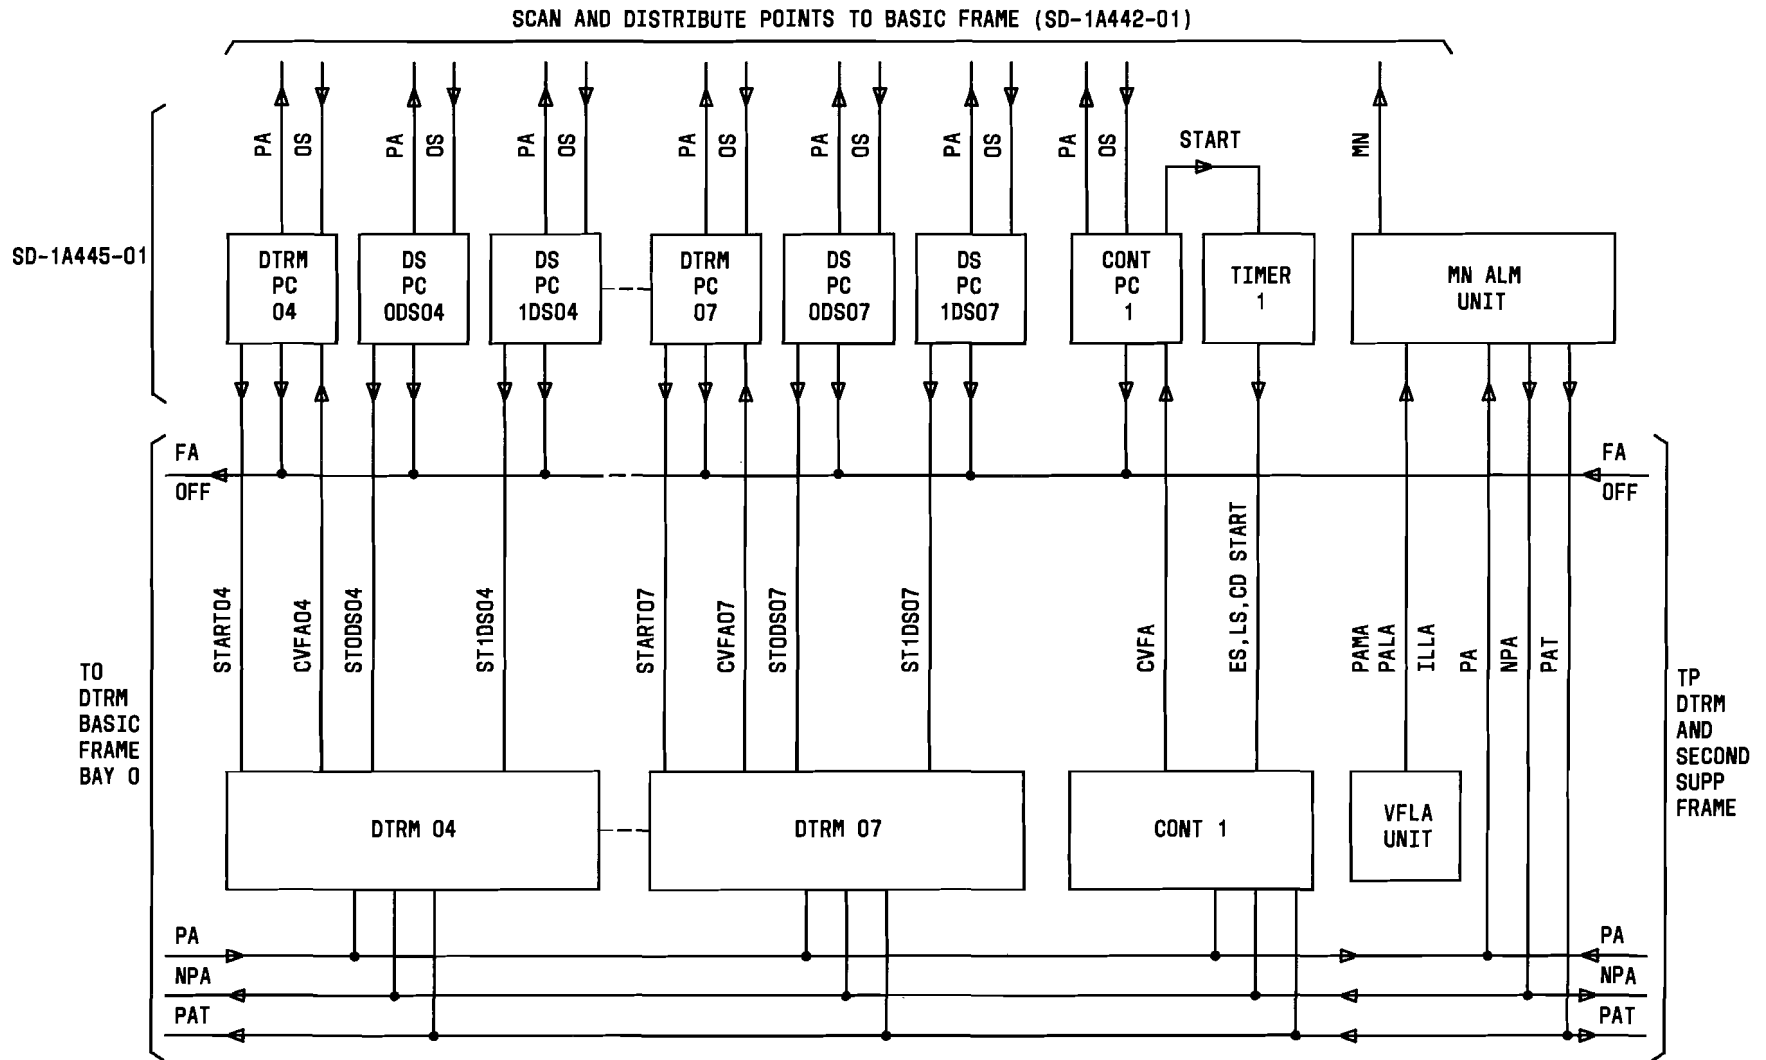 SCAN AND DISTRIBUTE POINTS TO BASIC FRAME (SD-1A442-01)
PA
OS
PA
OS
PA
OS
PA
OS
PA
OS
PA
OS
PA
OS
START
MN
SD-1A445-01
DTRM
PC
04
DS
PC
0DS04
DS
PC
1DS04
DTRM
PC
07
DS
PC
0DS07
DS
PC
1DS07
CONT
PC
1
TIMER
1
MN ALM
UNIT
FA
OFF
FA
OFF
START04
CVFA04
ST0DS04
ST1DS04
START07
CVFA07
ST0DS07
ST1DS07
CVFA
ES,LS,CD START
PAMA
PALA
ILLA
PA
NPA
PAT
TO
DTRM
BASIC
FRAME
BAY 0
TP
DTRM
AND
SECOND
SUPP
FRAME
DTRM 04
DTRM 07
CONT 1
VFLA
UNIT
PA
NPA
PAT
PA
NPA
PAT